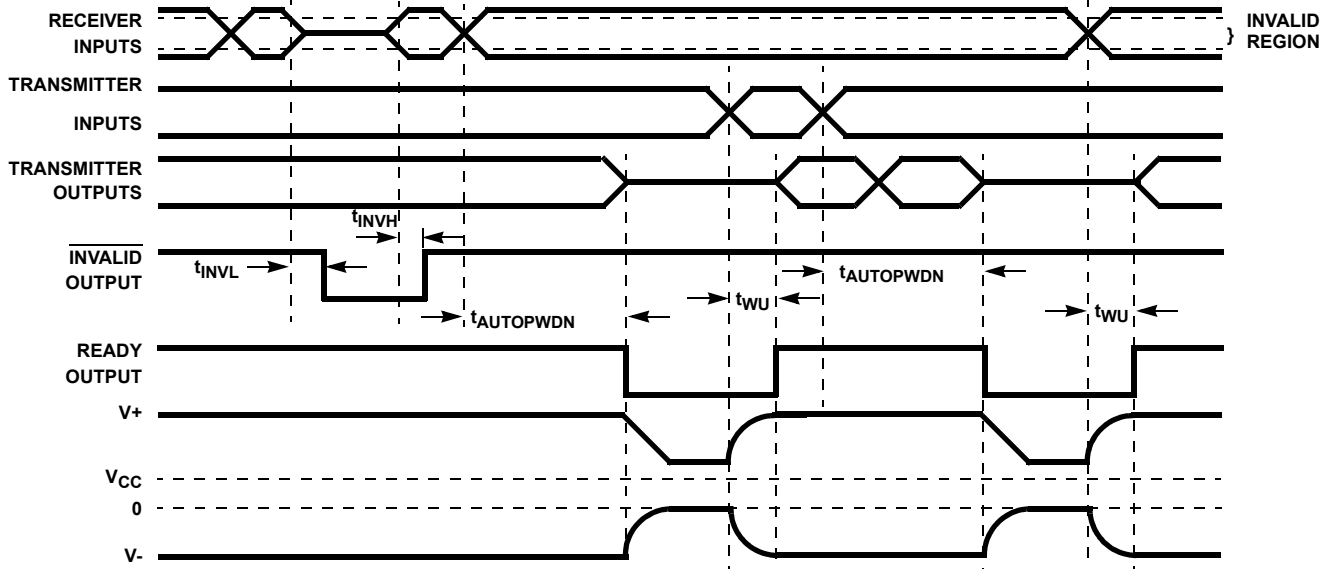 RECEIVER
INPUTS
} INVALID
REGION
TRANSMITTER
INPUTS
TRANSMITTER
OUTPUTS
tINVH
INVALID
OUTPUT
tINVL
tAUTOPWDN
tWU
tAUTOPWDN
tWU
READY
OUTPUT
V+
VCC
0
V-